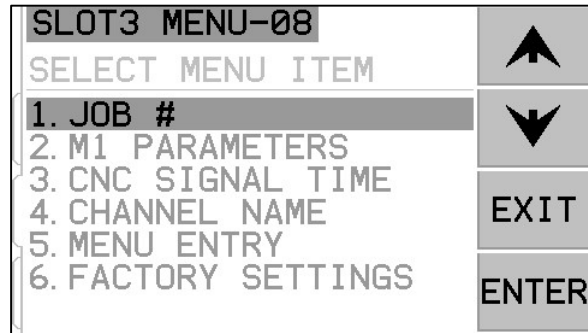 SLOT3 MENU-08
SELECT MENU ITEM
1. JOB #
2. M1 PARAMETERS
3. CNC SIGNAL TIME
4. CHANNEL NAME
5. MENU ENTRY
6. FACTORY SETTINGS
EXIT
ENTER